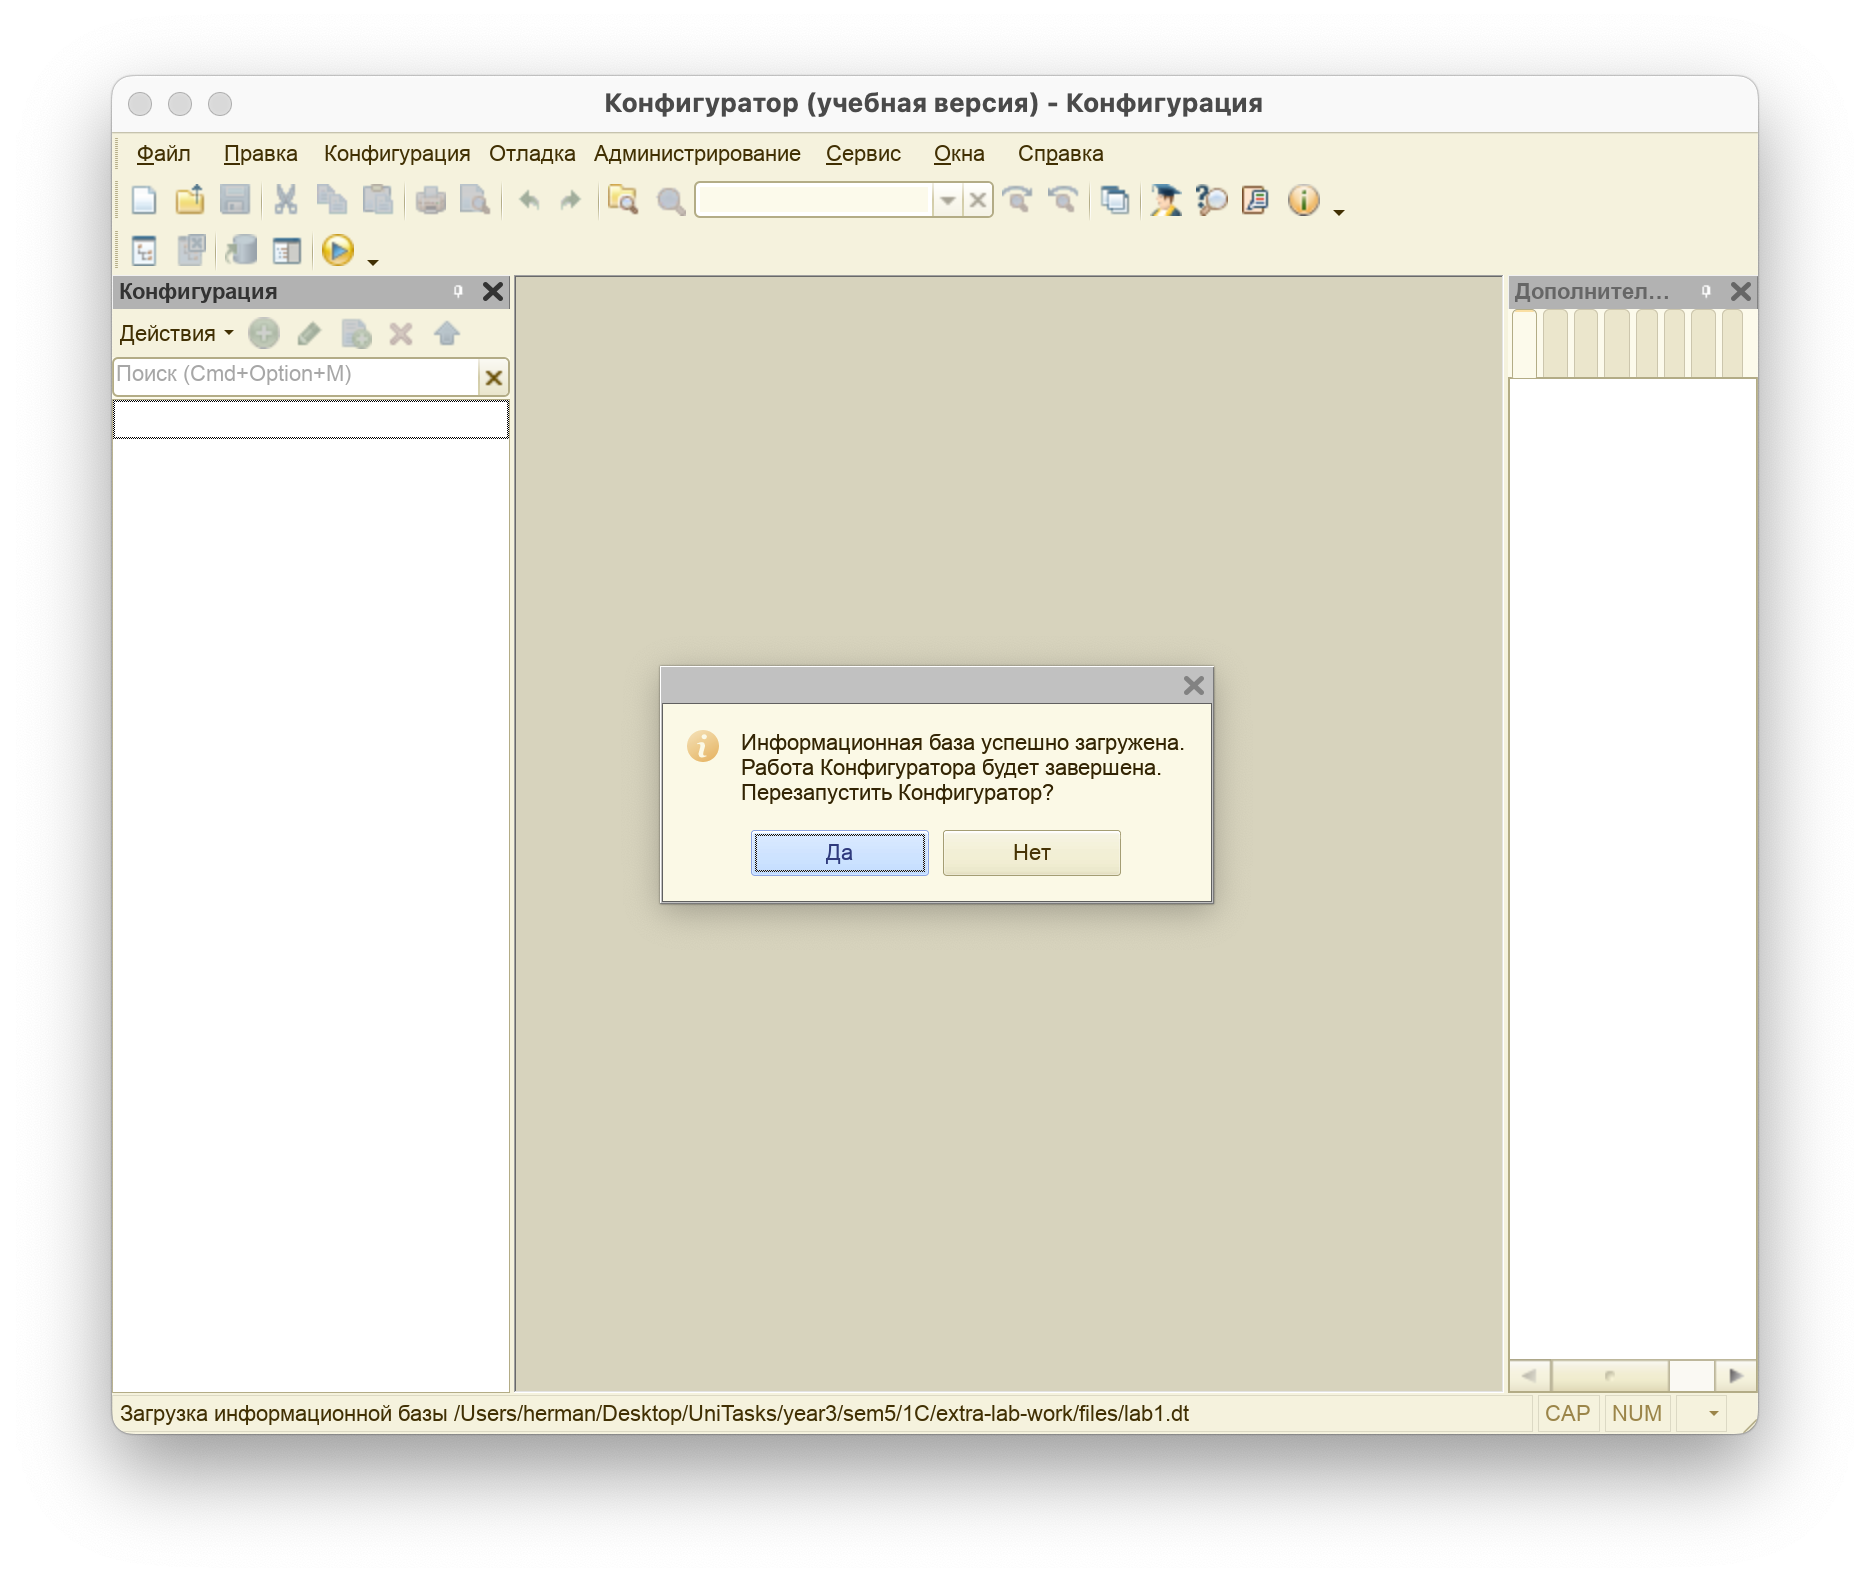 Конфигуратор (учебная версия) - Конфигурация
Файл Правка Конфигурация Отладка Администрирование Сервис Окна Справка
Конфигурация
Дополнител...
Действия
Поиск (Cmd+Option+M)
Информационная база успешно загружена.
Работа Конфигуратора будет завершена.
Перезапустить Конфигуратор?
Да Нет
Загрузка информационной базы /Users/herman/Desktop/UniTasks/year3/sem5/1C/extra-lab-work/files/lab1.dt CAP NUM